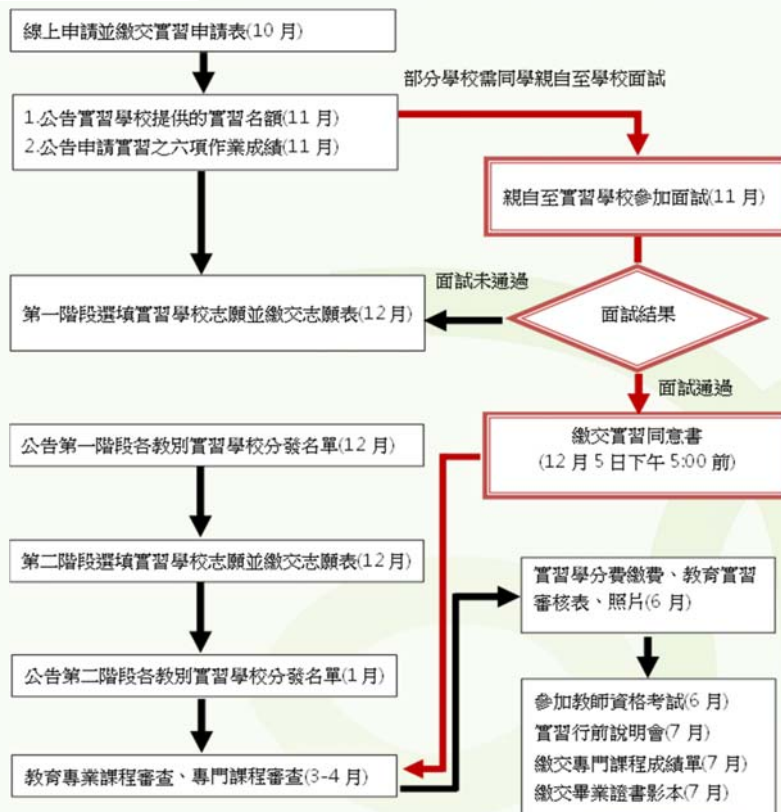 線上申請並繳交實習申請表(10 月)
部分學校需同學親自至學校面試
1.公告實習學校提供的實習名額(11 月)
2.公告申請實習之六項作業成績(11 月)
親自至實習學校參加面試(11 月)
面試未通過
第一階段選填實習學校志願並繳交志願表(12 月)
面試結果
面試通過
公告第一階段各教別實習學校分發名單(12 月)
繳交實習同意書
(12 月 5 日下午 5:00 前)
第二階段選填實習學校志願並繳交志願表(12 月)
實習學分費繳費、教育實習
審核表、照片(6 月)
公告第二階段各教別實習學校分發名單(1 月)
教育專業課程審查、專門課程審查(3-4 月)
參加教師資格考試(6 月)
實習行前說明會(7 月)
繳交專門課程成績單(7 月)
繳交畢業證書影本(7 月)